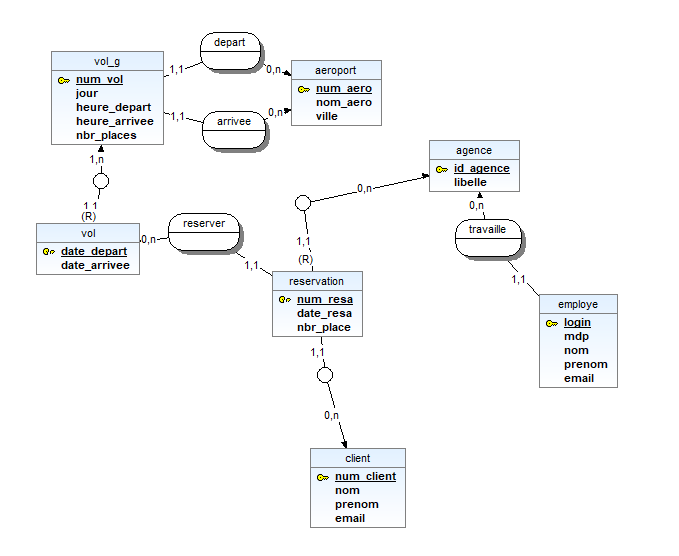 depart
vol_g
num_vol
jour
heure_depart
heure_arrivee
nbr_places
1,1
0,n
aeroport
num_aero
nom_aero
ville
1,1
arrivee
0,n
1,n
1,1
(R)
agence
id_agence
libelle
0,n
0,n
vol
date_depart
date_arrivee
0,n
reserver
1,1
travaille
1,1
1,1
(R)
reservation
num_resa
date_resa
nbr_place
employe
login
mdp
nom
prenom
email
1,1
0,n
client
num_client
nom
prenom
email